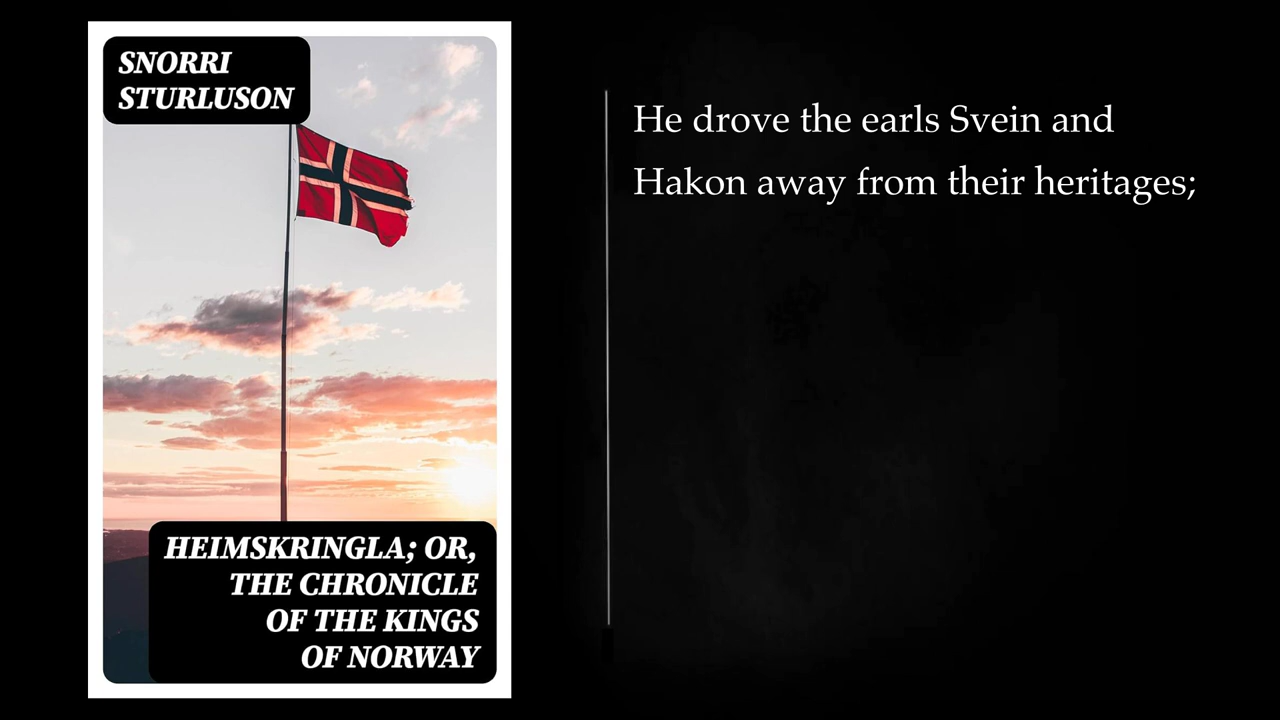 SNORRI
STURLUSON
HEIMSKRINGLA; OR,
THE CHRONICLE
OF THE KINGS
OF NORWAY
He drove the earls Svein and
Hakon away from their heritages;